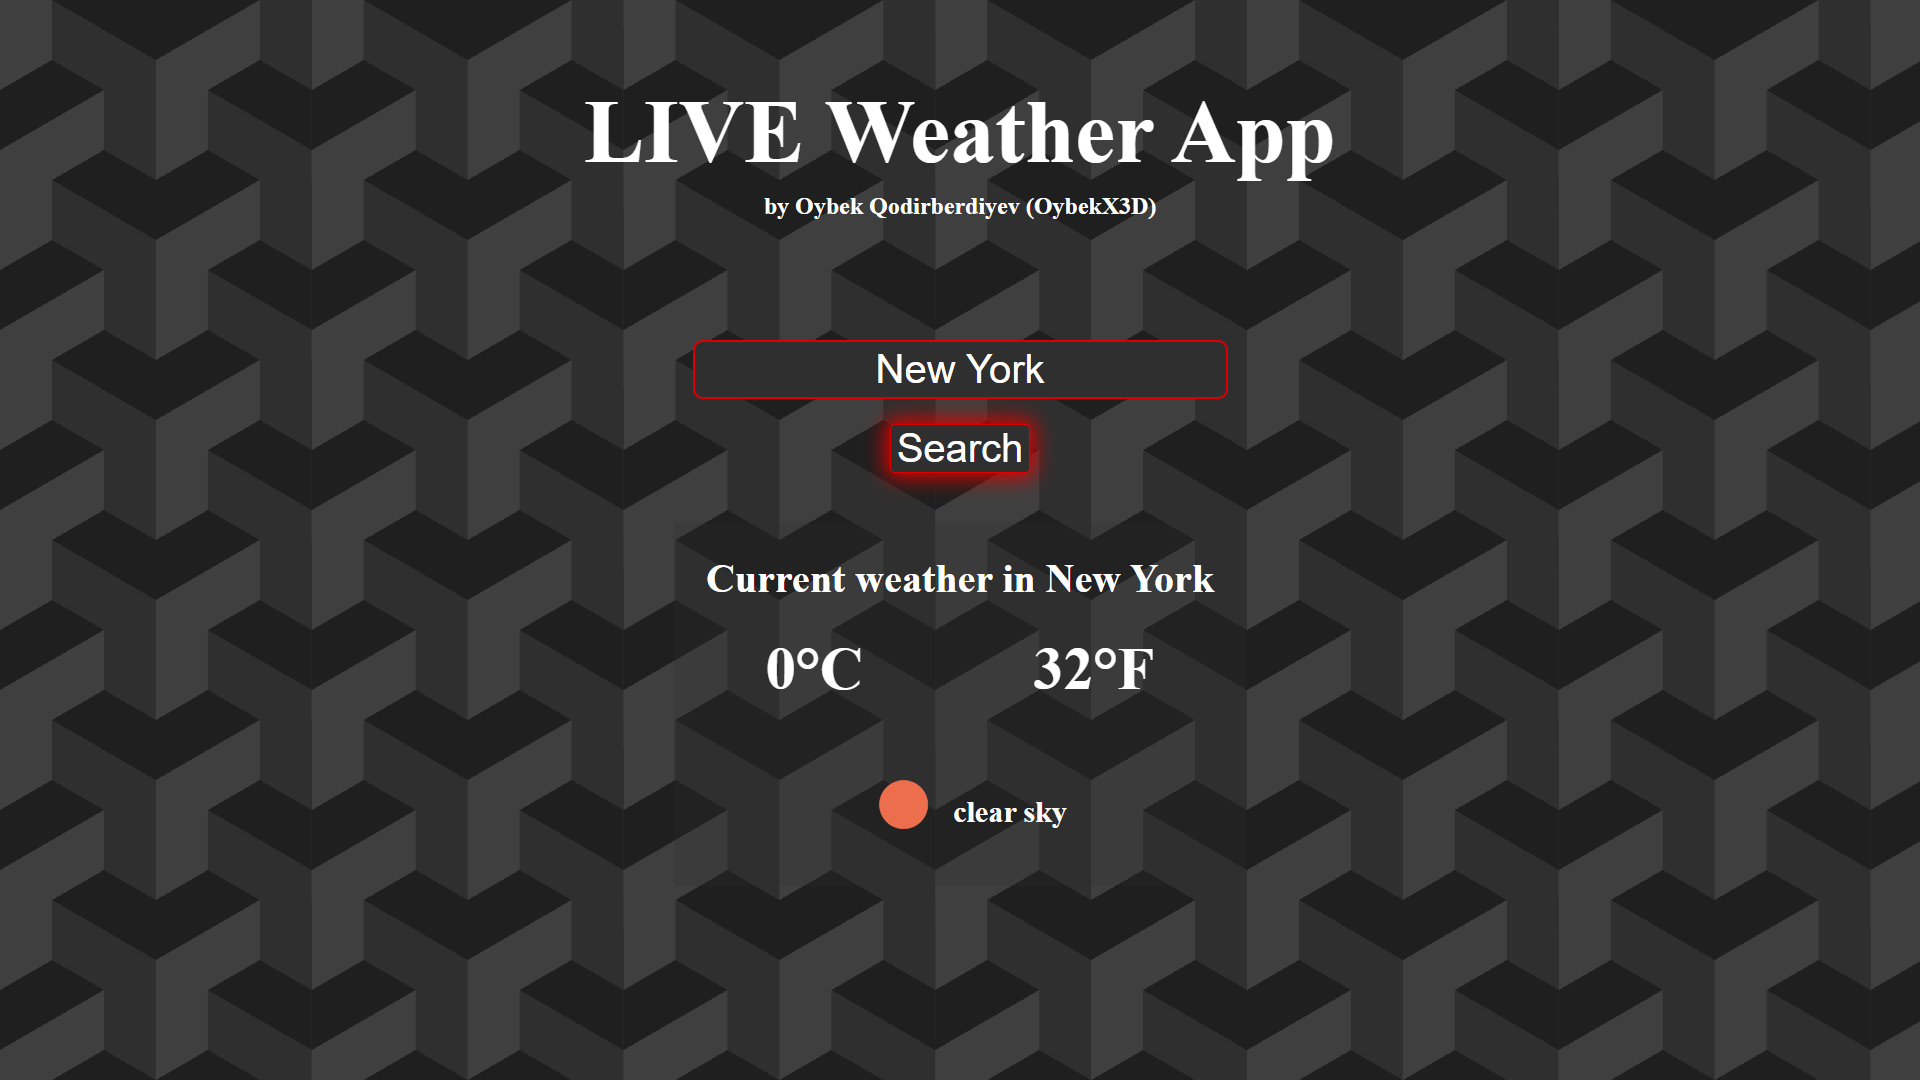 LIVE Weather App
by Oybek Qodirberdiyev (OybekX3D)
New York
Search
Current weather in New York
0°C 32°F
clear sky